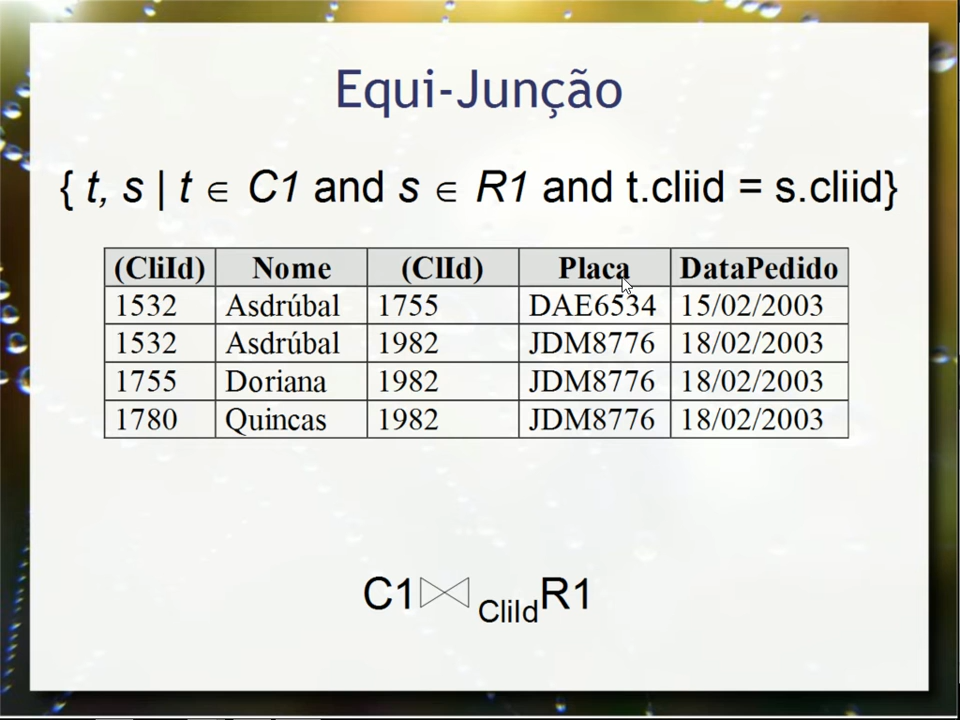 Equi-Junção
{ t, s | t ∈ C1 and s ∈ R1 and t.cliid = s.cliid}
(CliId) Nome (ClId) Placa DataPedido
1532 Asdrúbal 1755 DAE6534 15/02/2003
1532 Asdrúbal 1982 JDM8776 18/02/2003
1755 Doriana 1982 JDM8776 18/02/2003
1780 Quincas 1982 JDM8776 18/02/2003
C1⋈ CliId R1